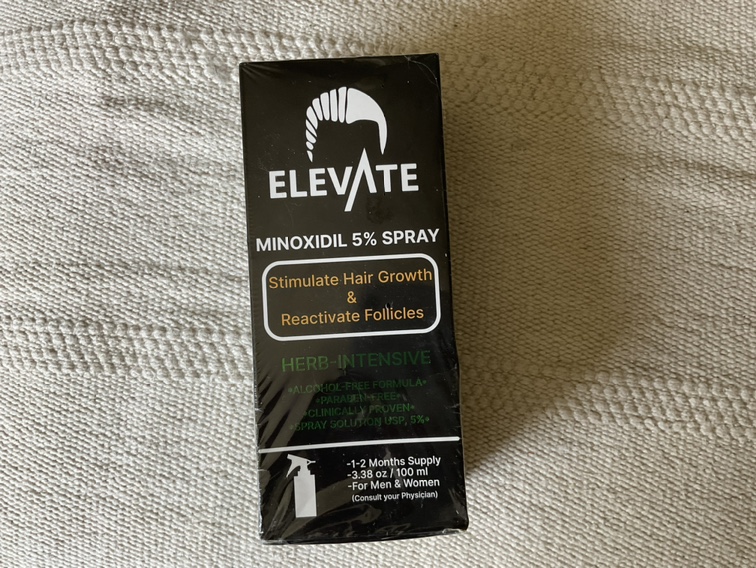 ELEVATE
MINOXIDIL 5% SPRAY
Stimulate Hair Growth
&
Reactivate Follicles
HERB-INTENSIVE
•ALCOHOL-FREE FORMULA•
•PARABEN-FREE•
•CLINICALLY PROVEN•
•SPRAY SOLUTION USP, 5%•
-1-2 Months Supply
-3.38 oz / 100 ml
-For Men & Women
(Consult your Physician)